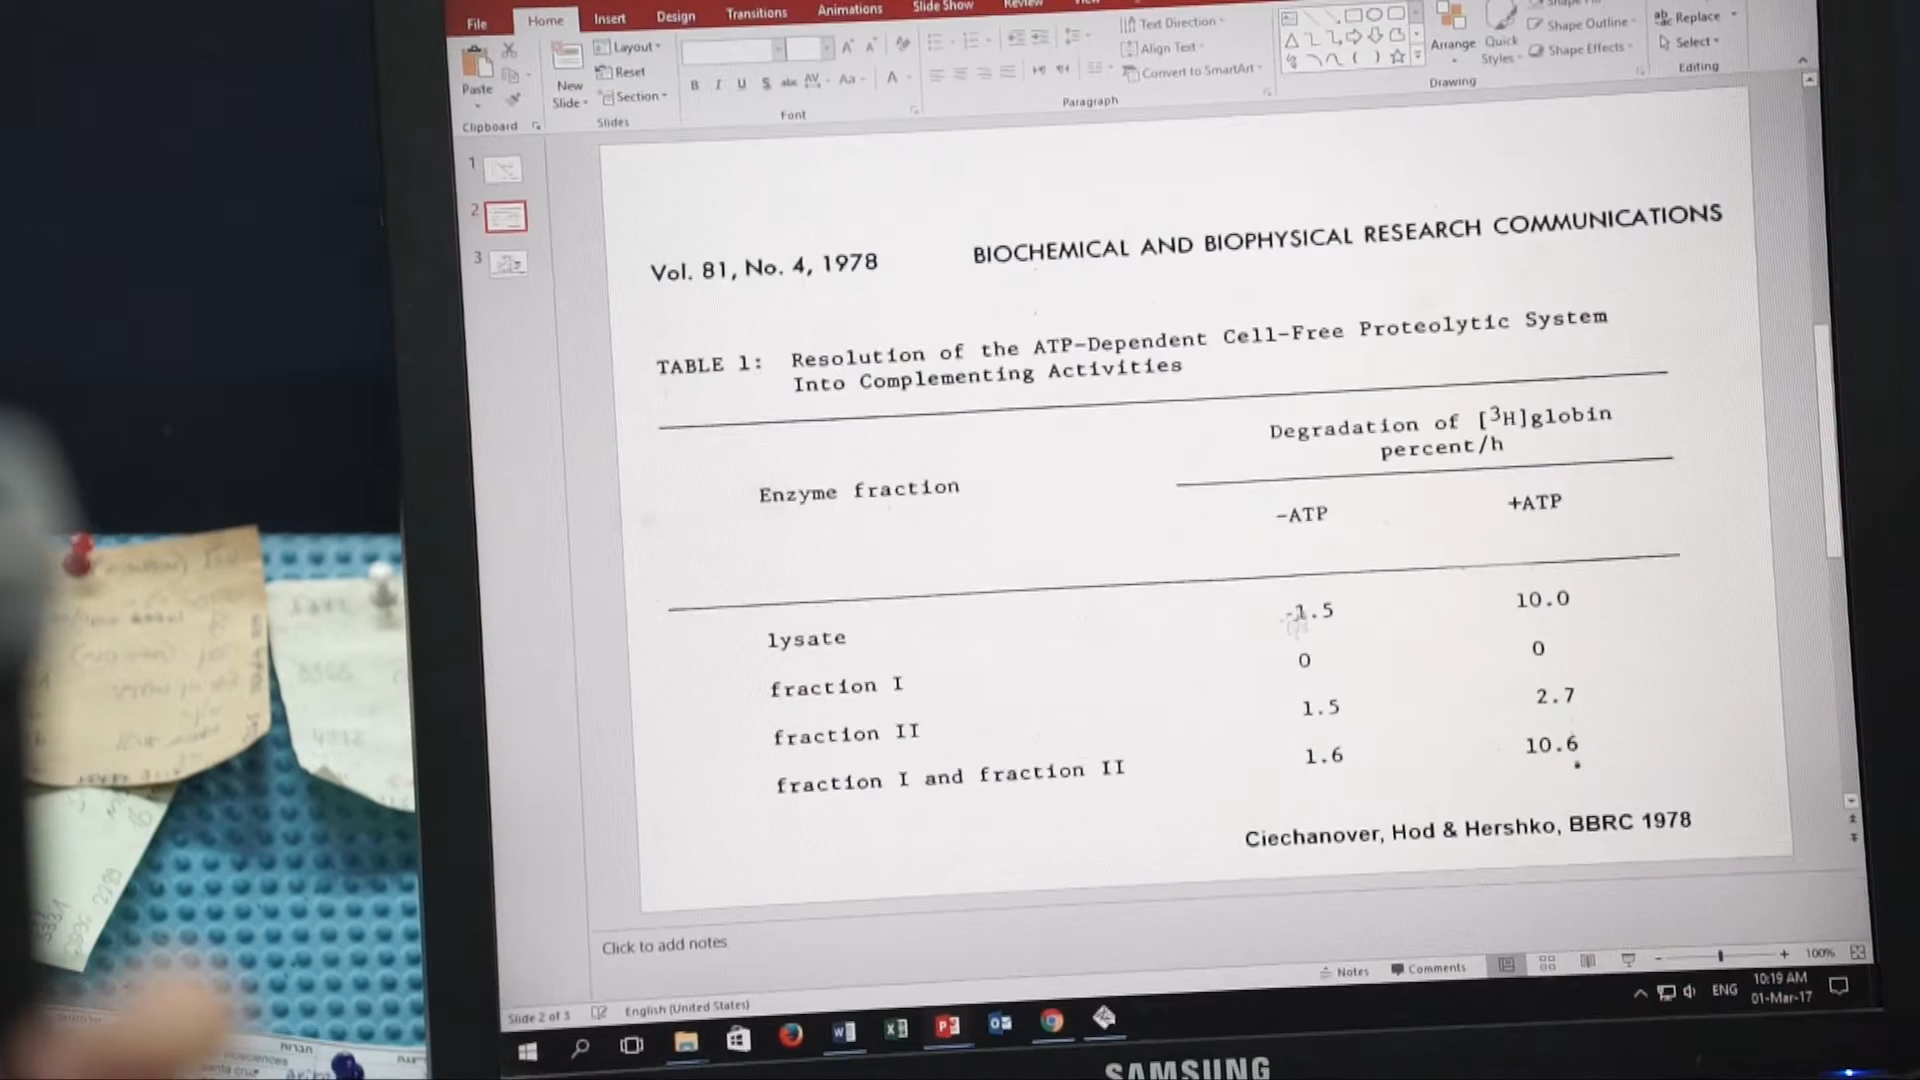 File Home Insert Design Transitions Animations Slide Show Review
Paste
Clipboard
New
Slide
Layout
Reset
Section
Slides
Font
Text Direction
Align Text
Convert to SmartArt
Paragraph
Arrange
Quick
Styles
Shape Outline
Shape Effects
Drawing
Replace
Select
Editing
1
2
3
Vol. 81, No. 4, 1978 BIOCHEMICAL AND BIOPHYSICAL RESEARCH COMMUNICATIONS
TABLE 1: Resolution of the ATP-Dependent Cell-Free Proteolytic System
Into Complementing Activities
Degradation of [³H]globin
percent/h
Enzyme fraction
-ATP +ATP
lysate -1.5 10.0
fraction I 0 0
fraction II 1.5 2.7
fraction I and fraction II 1.6 10.6
Ciechanover, Hod & Hershko, BBRC 1978
Click to add notes
Slide 2 of 3 English (United States) Notes Comments 100%
ENG 10:19 AM
01-Mar-17
SAMSUNG